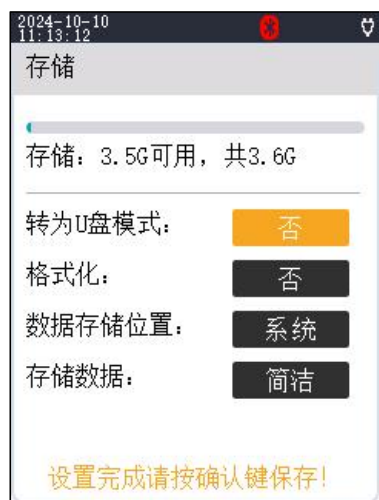 2024-10-10
11:13:12
存储
存储：3.5G可用，共3.6G
转为U盘模式：否
格式化：否
数据存储位置：系统
存储数据：简洁
设置完成请按确认键保存！